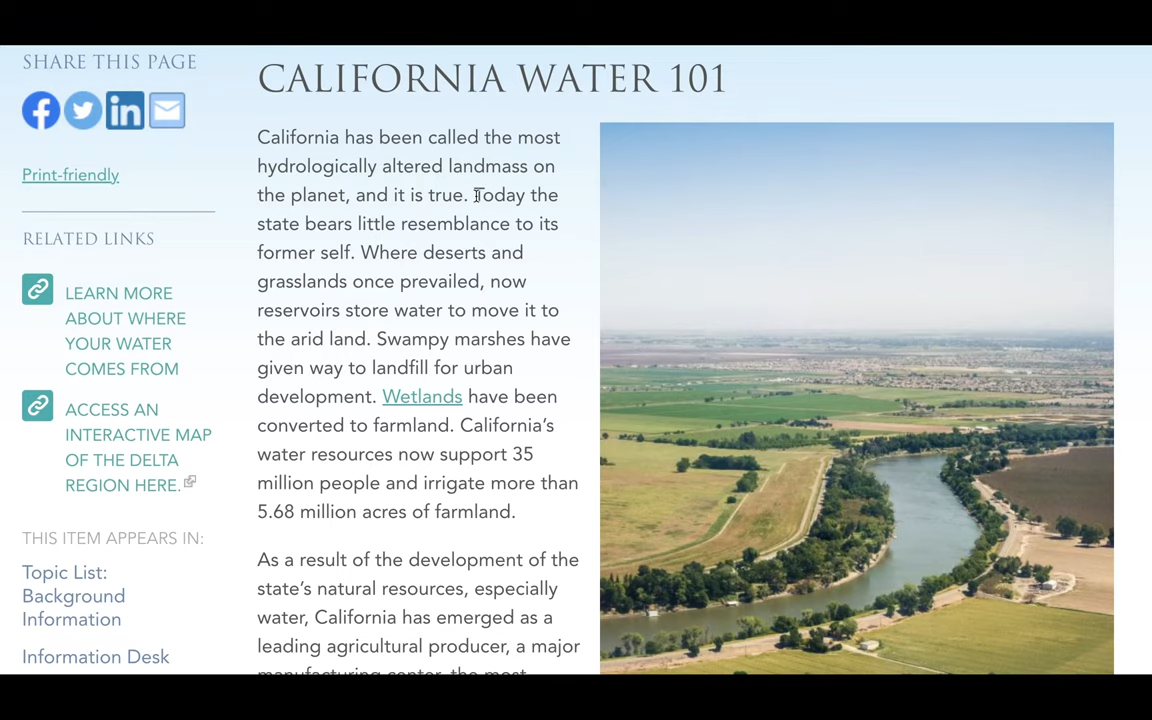 SHARE THIS PAGE
Print-friendly
RELATED LINKS
LEARN MORE
ABOUT WHERE
YOUR WATER
COMES FROM
ACCESS AN
INTERACTIVE MAP
OF THE DELTA
REGION HERE.
THIS ITEM APPEARS IN:
Topic List:
Background
Information
Information Desk
CALIFORNIA WATER 101
California has been called the most
hydrologically altered landmass on
the planet, and it is true. Today the
state bears little resemblance to its
former self. Where deserts and
grasslands once prevailed, now
reservoirs store water to move it to
the arid land. Swampy marshes have
given way to landfill for urban
development. Wetlands have been
converted to farmland. California’s
water resources now support 35
million people and irrigate more than
5.68 million acres of farmland.
As a result of the development of the
state’s natural resources, especially
water, California has emerged as a
leading agricultural producer, a major
manufacturing center, the most